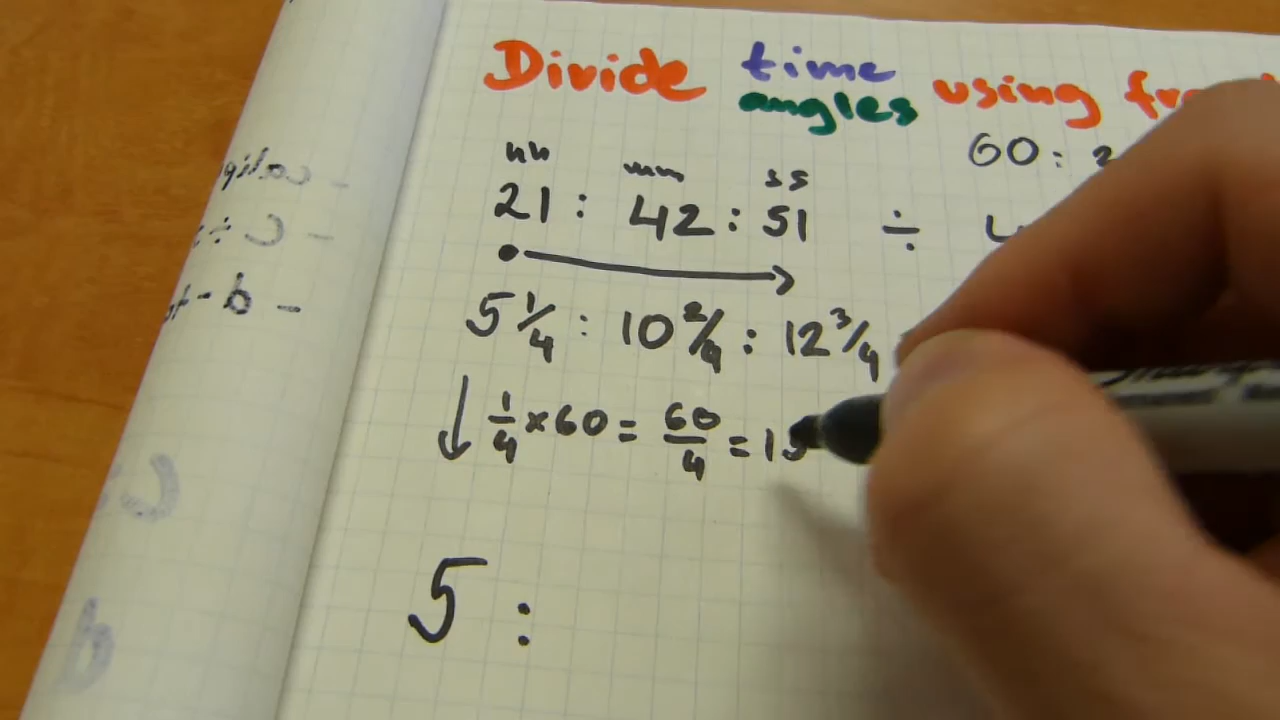 Divide time using
angles
60:
hh mm ss
21 : 42 : 51 ÷
5 1/4 : 10 2/4 : 12 3/4
1/4 × 60 = 60/4 = 15
5 :